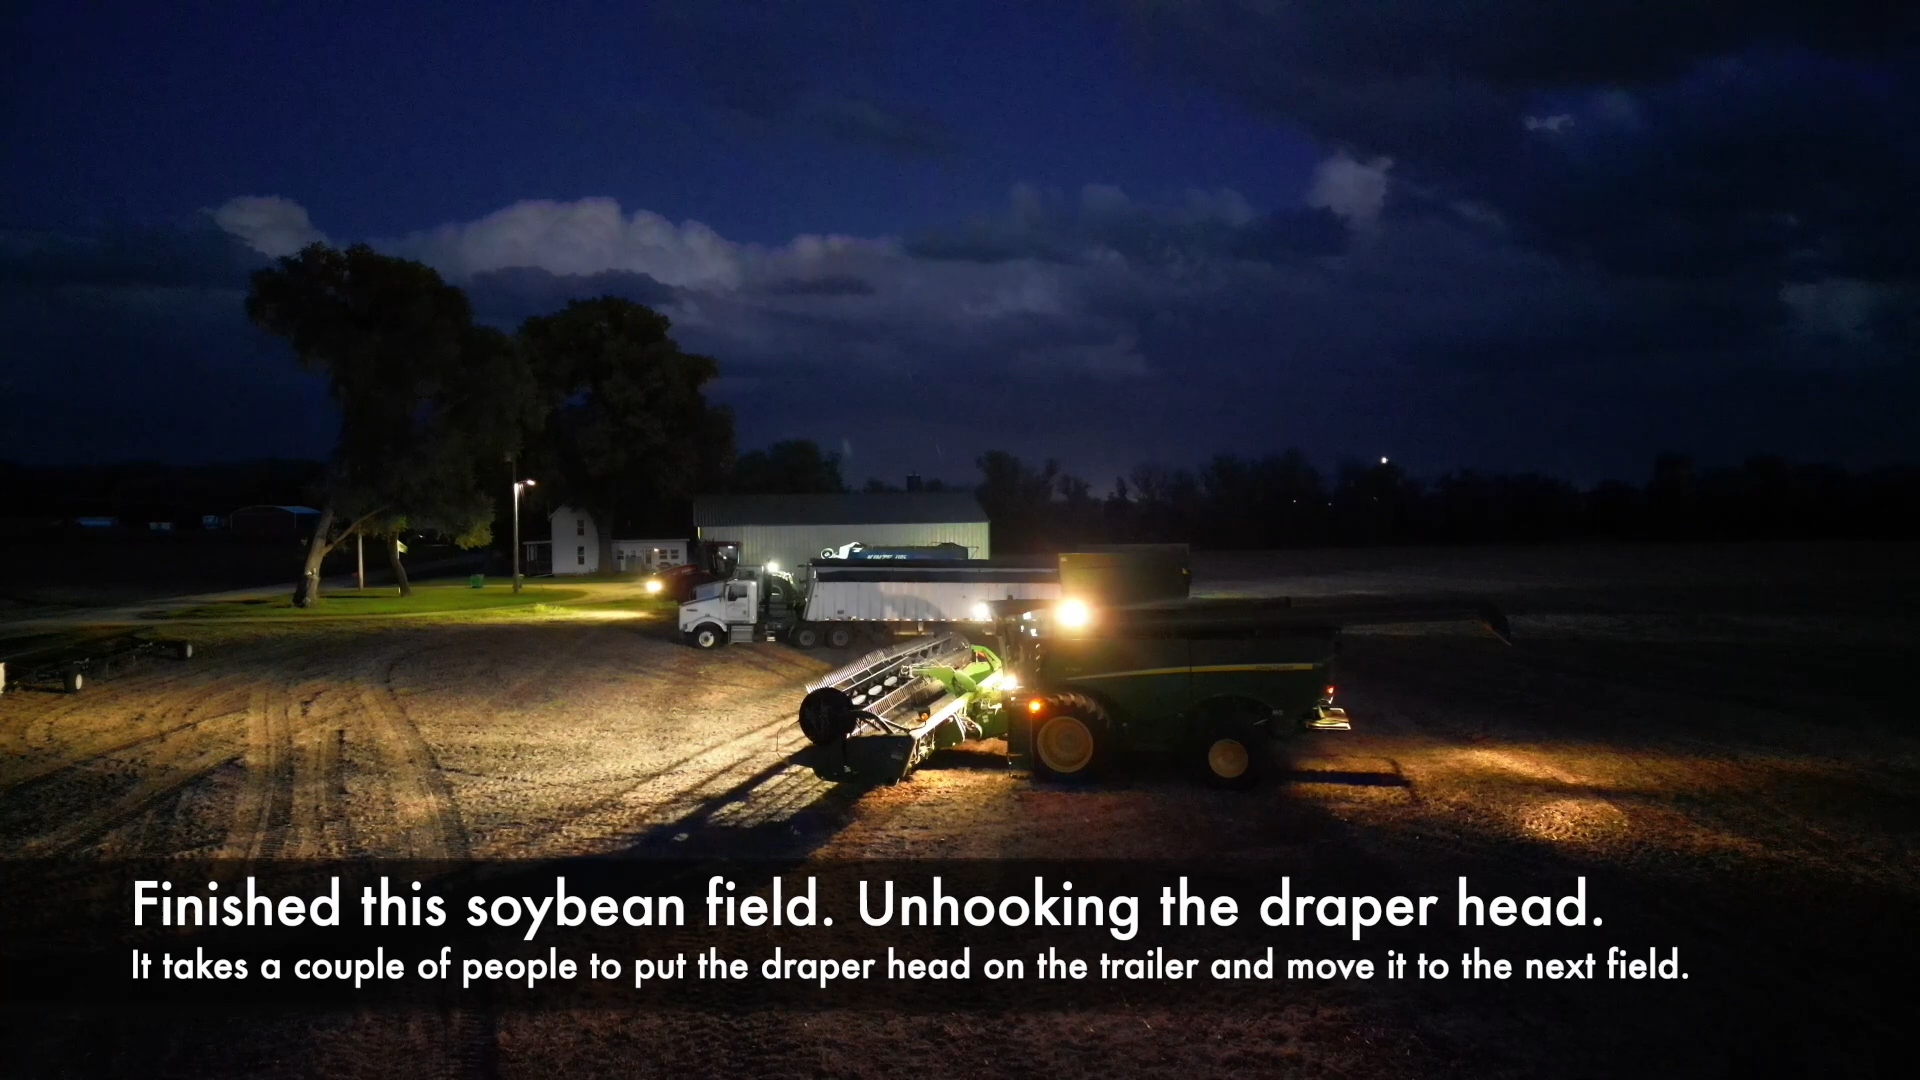 Finished this soybean field. Unhooking the draper head.
It takes a couple of people to put the draper head on the trailer and move it to the next field.